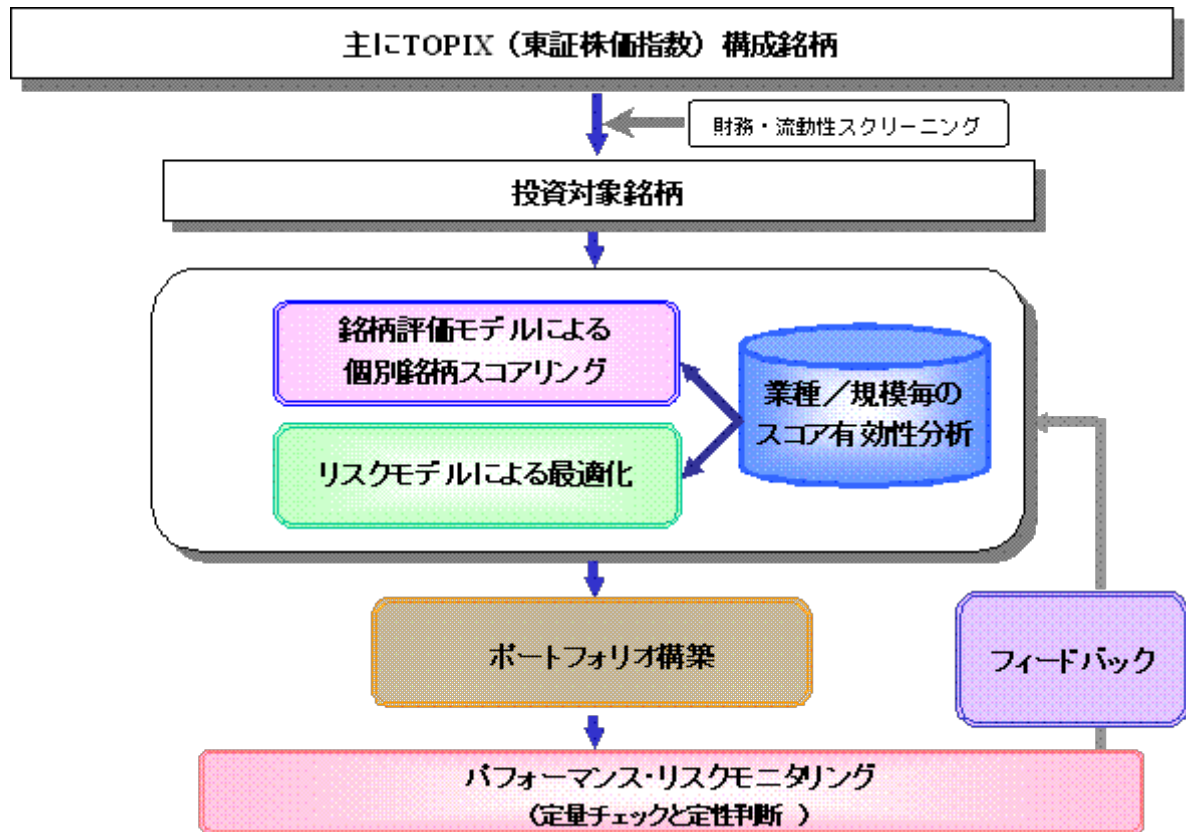 主にTOPIX（東証株価指数）構成銘柄
財務・流動性スクリーニング
投資対象銘柄
銘柄評価モデルによる
個別銘柄スコアリング
業種／規模毎の
スコア有効性分析
リスクモデルによる最適化
ポートフォリオ構築
フィードバック
パフォーマンス・リスクモニタリング
（定量チェックと定性判断 ）